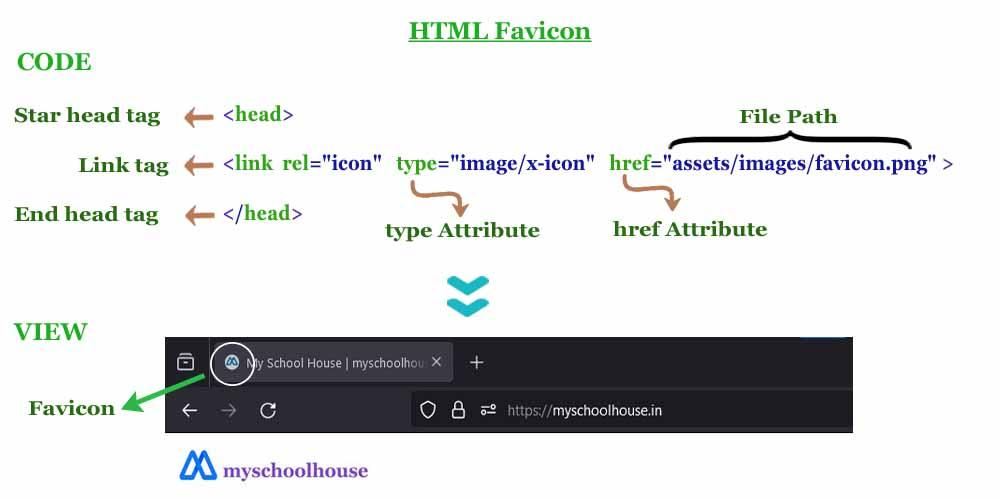 HTML Favicon
CODE
Star head tag <head>
File Path
Link tag <link rel="icon" type="image/x-icon" href="assets/images/favicon.png" >
End head tag </head>
type Attribute href Attribute
VIEW
My School House | myschoolhou
Favicon
https://myschoolhouse.in
myschoolhouse